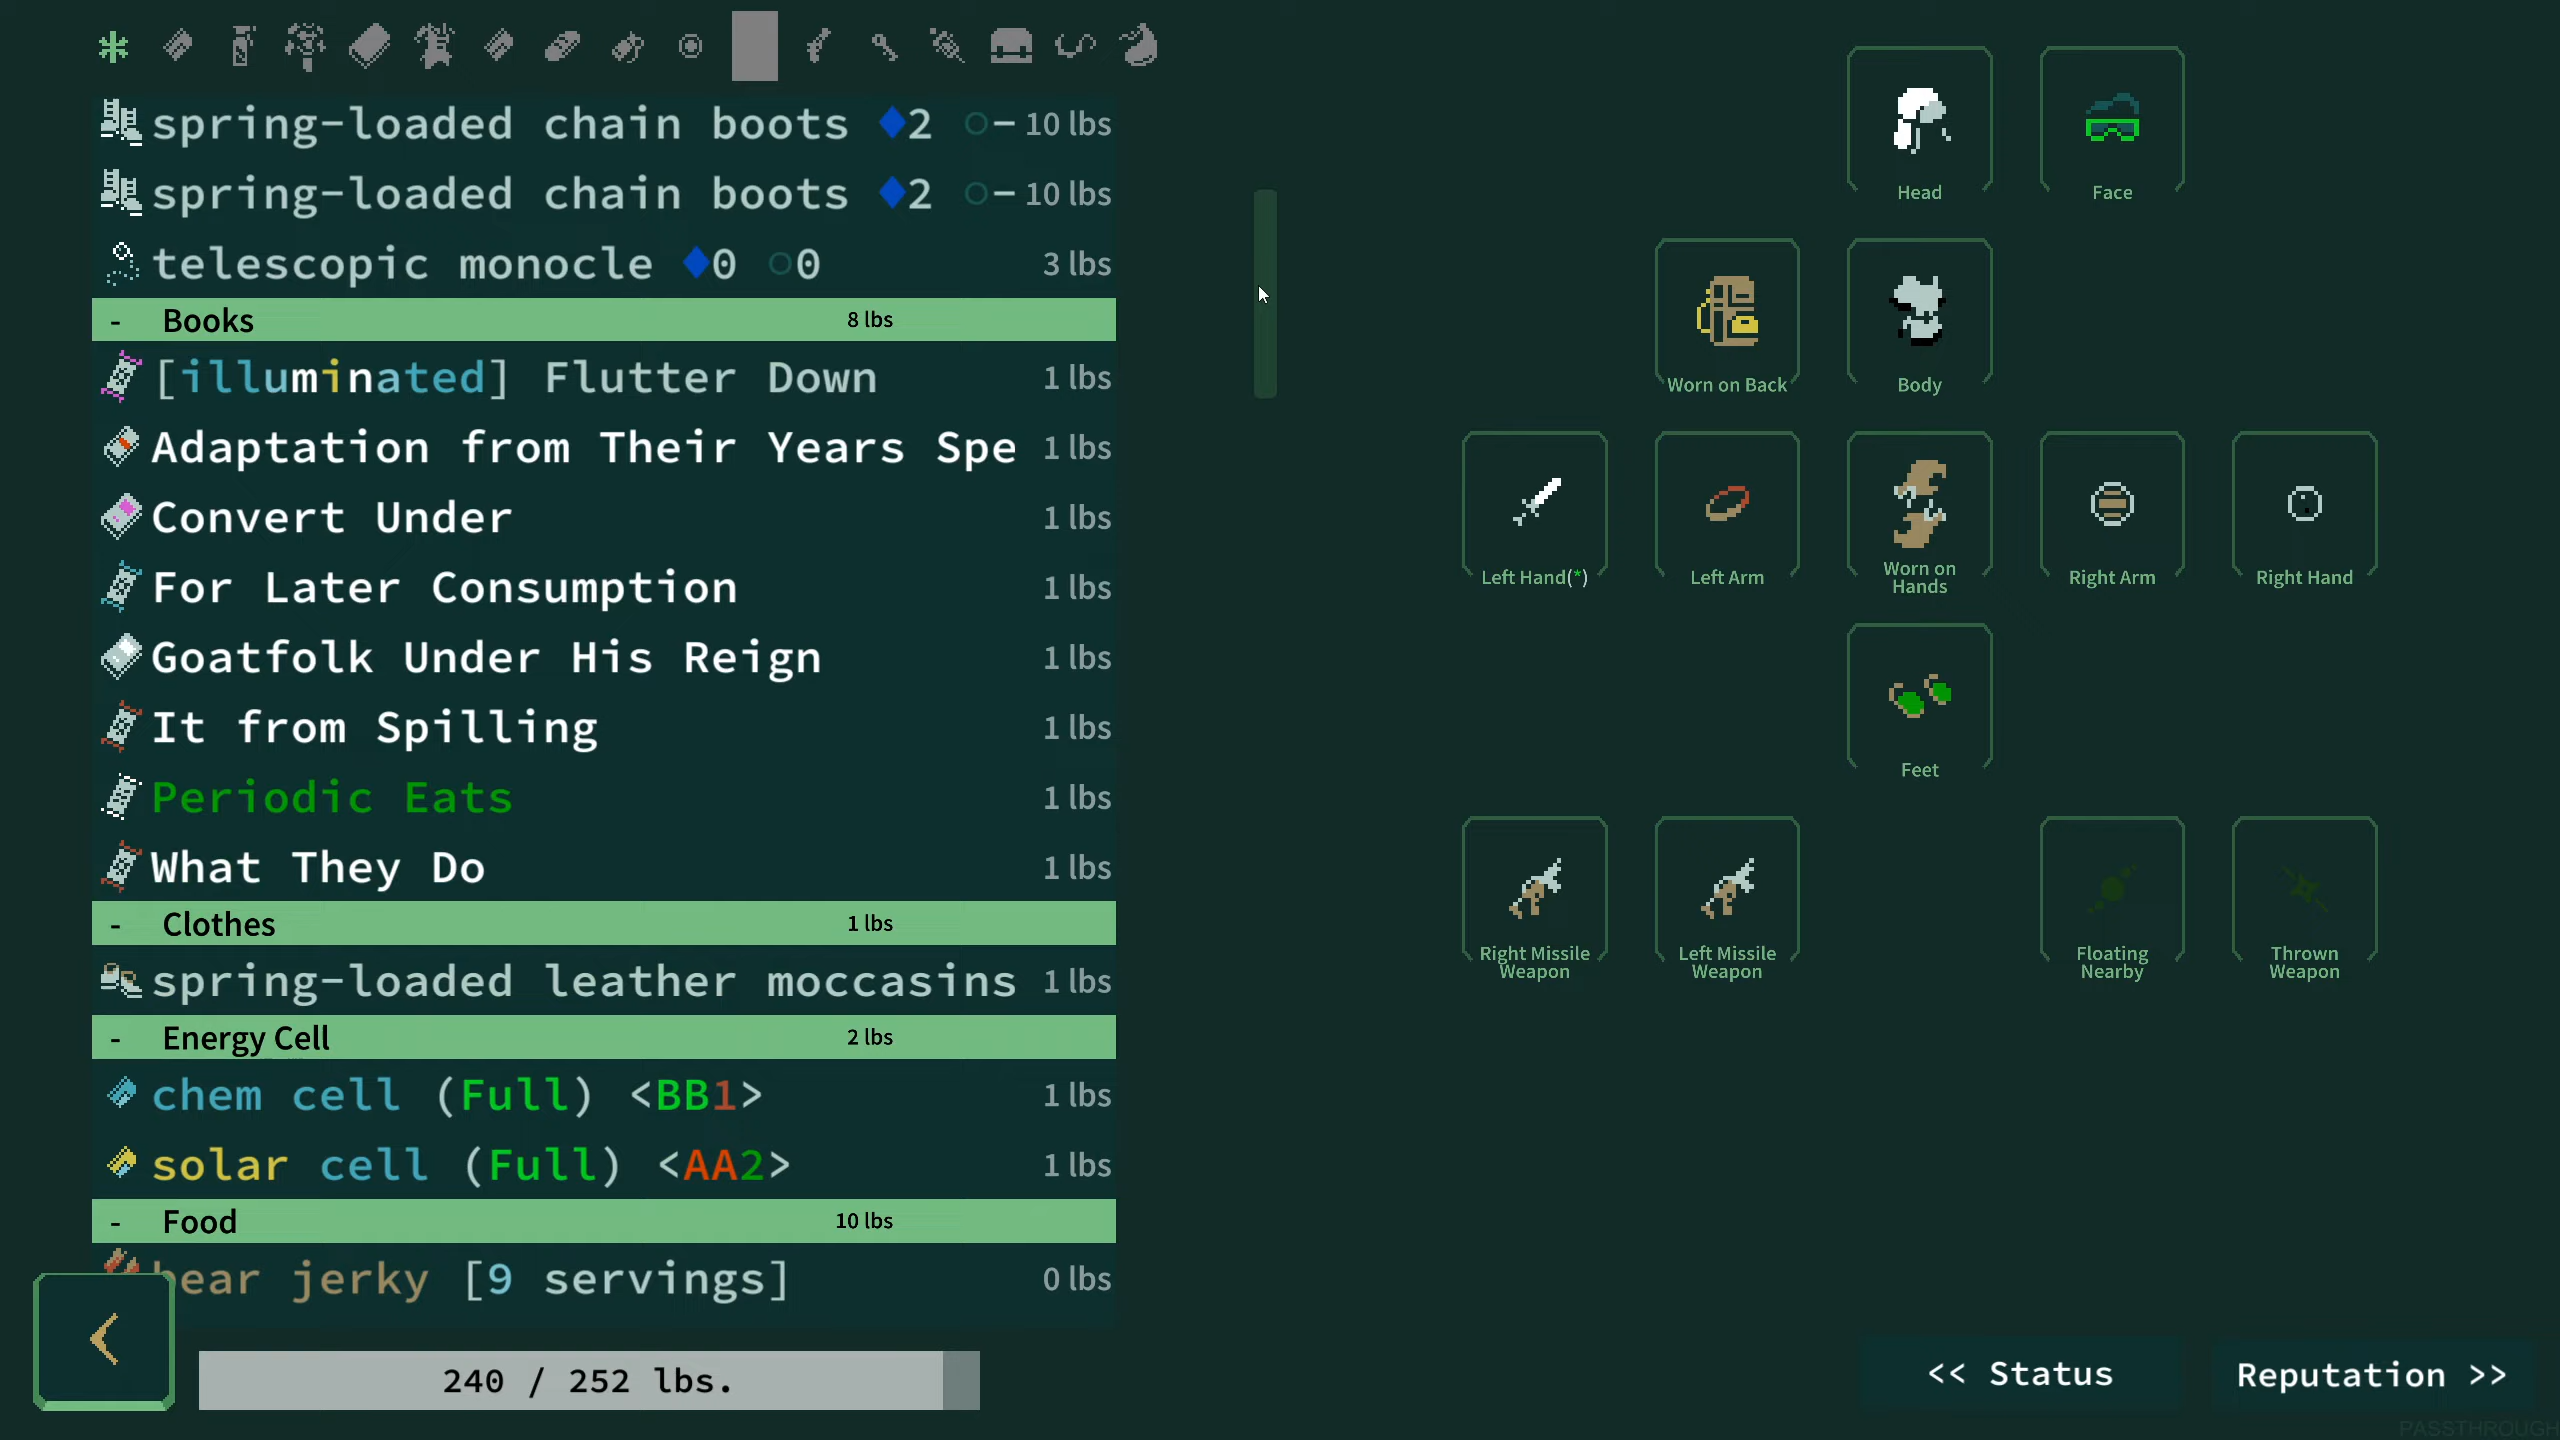 spring-loaded chain boots ♦2 ○- 10 lbs
spring-loaded chain boots ♦2 ○- 10 lbs
telescopic monocle ♦0 ○0 3 lbs
- Books 8 lbs
[illuminated] Flutter Down 1 lbs
Adaptation from Their Years Spe 1 lbs
Convert Under 1 lbs
For Later Consumption 1 lbs
Goatfolk Under His Reign 1 lbs
It from Spilling 1 lbs
Periodic Eats 1 lbs
What They Do 1 lbs
- Clothes 1 lbs
spring-loaded leather moccasins 1 lbs
- Energy Cell 2 lbs
chem cell (Full) <BB1> 1 lbs
solar cell (Full) <AA2> 1 lbs
- Food 10 lbs
bear jerky [9 servings] 0 lbs
240 / 252 lbs.
Head
Face
Worn on Back
Body
Left Hand(*)
Left Arm
Worn on
Hands
Right Arm
Right Hand
Feet
Right Missile
Weapon
Left Missile
Weapon
Floating
Nearby
Thrown
Weapon
<< Status
Reputation >>
PASSTHROUGH